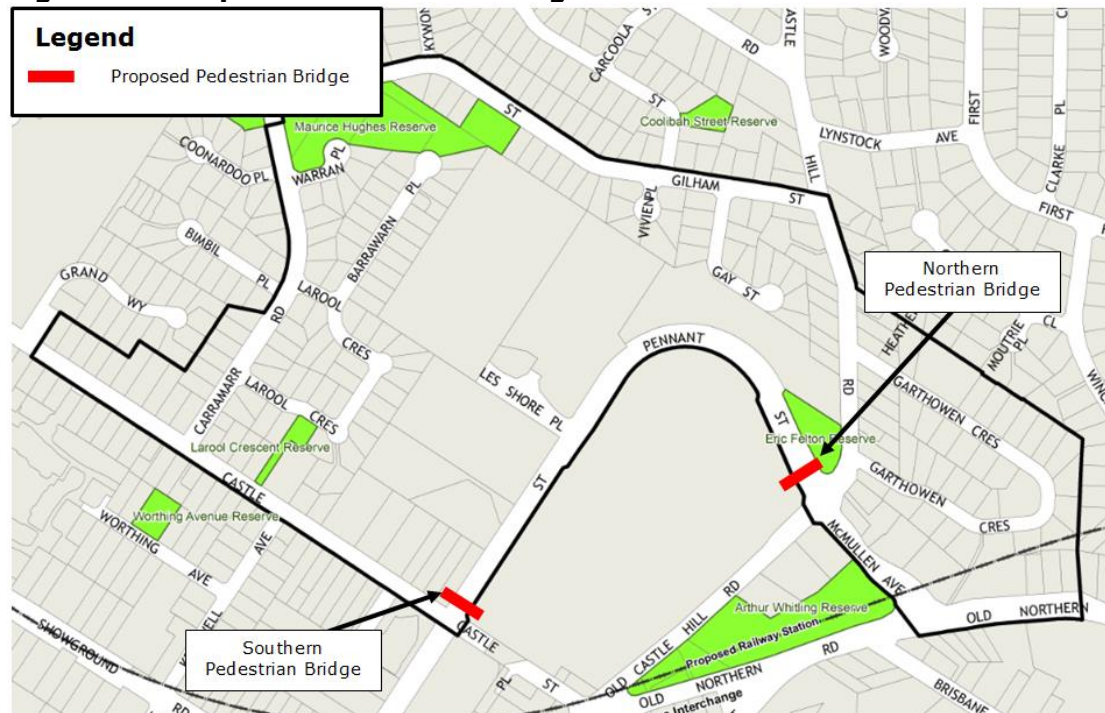 Legend
Proposed Pedestrian Bridge
KYWON
CARCOOLA
ST
RD
CASTLE
WOODVA
FIRST
CLARKE PL
Maurice Hughes Reserve
ST
Coolibah Street Reserve
COONARDOO PL
WARRAN PL
LYNSTOCK AVE
HILL
GILHAM ST
VIVIEN PL
FIRST
BIMBIL PL
BARRAWARN PL
GAY ST
Northern
Pedestrian Bridge
GRAND WY
LAROOL CRES
RD
PENNANT
HEATHER
MOUTRIE PL
CL
CARRAMARR
LAROOL CRES
LES SHORE PL
RD
GARTHOWEN CRES
Larool Crescent Reserve
ST
Eric Felton Reserve
CASTLE
ST
GARTHOWEN CRES
Worthing Avenue Reserve
WORTHING AVE
AVE
McMULLEN AVE
OLD CASTLE HILL RD
Arthur Whitling Reserve
OLD NORTHERN
Proposed Railway Station
SHOWGROUND RD
Southern
Pedestrian Bridge
CASTLE ST
PL
OLD NORTHERN RD
Interchange
BRISBANE